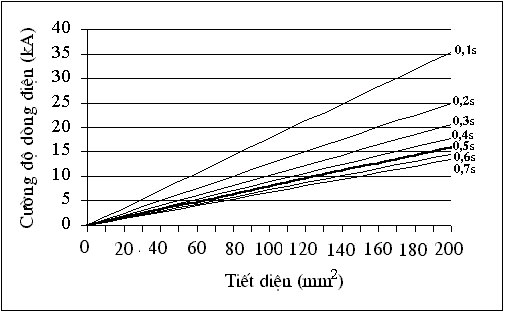 Cường độ dòng điện (kA)
40
35
30
25
20
15
10
5
0
0,1s
0,2s
0,3s
0,4s
0,5s
0,6s
0,7s
0 20 40 60 80 100 120 140 160 180 200
Tiết diện (mm²)